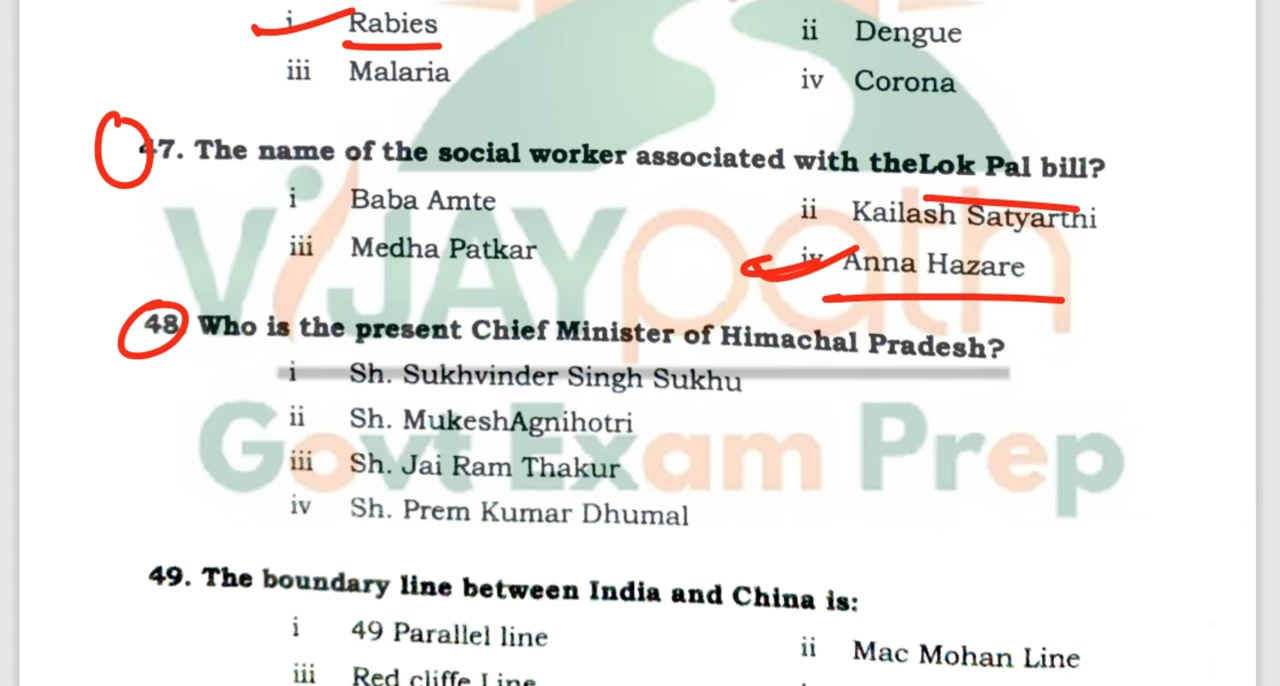 i Rabies ii Dengue
iii Malaria iv Corona
47. The name of the social worker associated with theLok Pal bill?
i Baba Amte ii Kailash Satyarthi
iii Medha Patkar iv Anna Hazare
48. Who is the present Chief Minister of Himachal Pradesh?
i Sh. Sukhvinder Singh Sukhu
ii Sh. MukeshAgnihotri
iii Sh. Jai Ram Thakur
iv Sh. Prem Kumar Dhumal
49. The boundary line between India and China is:
i 49 Parallel line ii Mac Mohan Line
iii Red cliffe Line
VIJAYpath
Govt Exam Prep